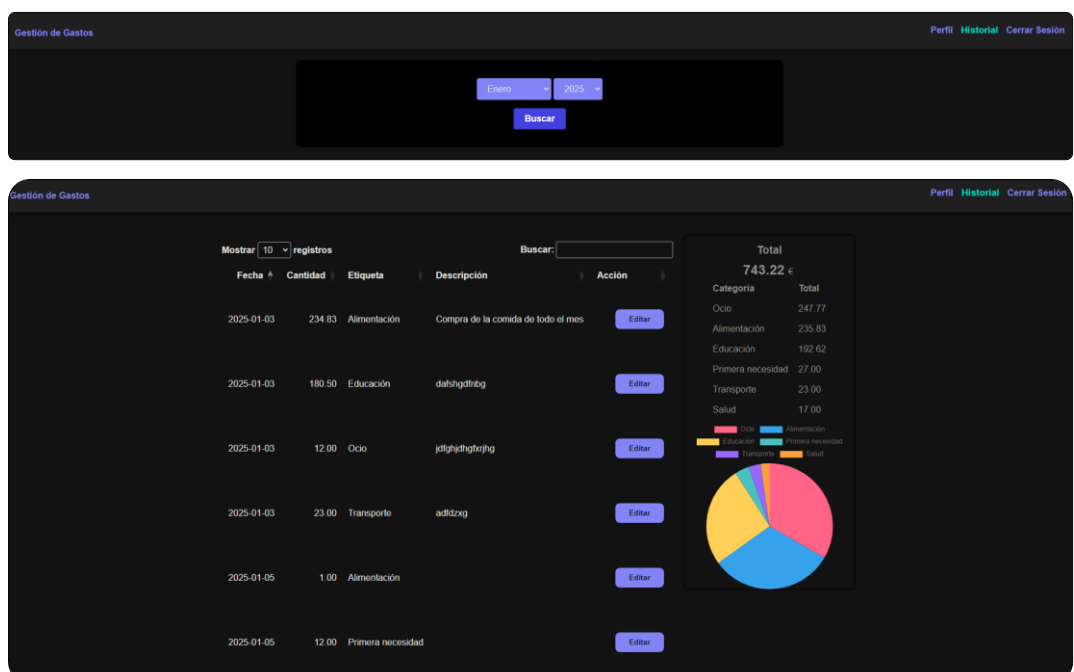 Gestión de Gastos Perfil Historial Cerrar Sesión
Enero 2025
Buscar
Gestión de Gastos Perfil Historial Cerrar Sesión
Mostrar 10 registros Buscar:
Fecha Cantidad Etiqueta Descripción Acción
2025-01-03 234.83 Alimentación Compra de la comida de todo el mes Editar
2025-01-03 180.50 Educación dafshgdfnbg Editar
2025-01-03 12.00 Ocio jdfghjdhgfxrjhg Editar
2025-01-03 23.00 Transporte adfdzxg Editar
2025-01-05 1.00 Alimentación Editar
2025-01-05 12.00 Primera necesidad Editar
Total
743.22 €
Categoria Total
Ocio 247.77
Alimentación 235.83
Educación 192.62
Primera necesidad 27.00
Transporte 23.00
Salud 17.00
Ocio Alimentación
Educación Primera necesidad
Transporte Salud